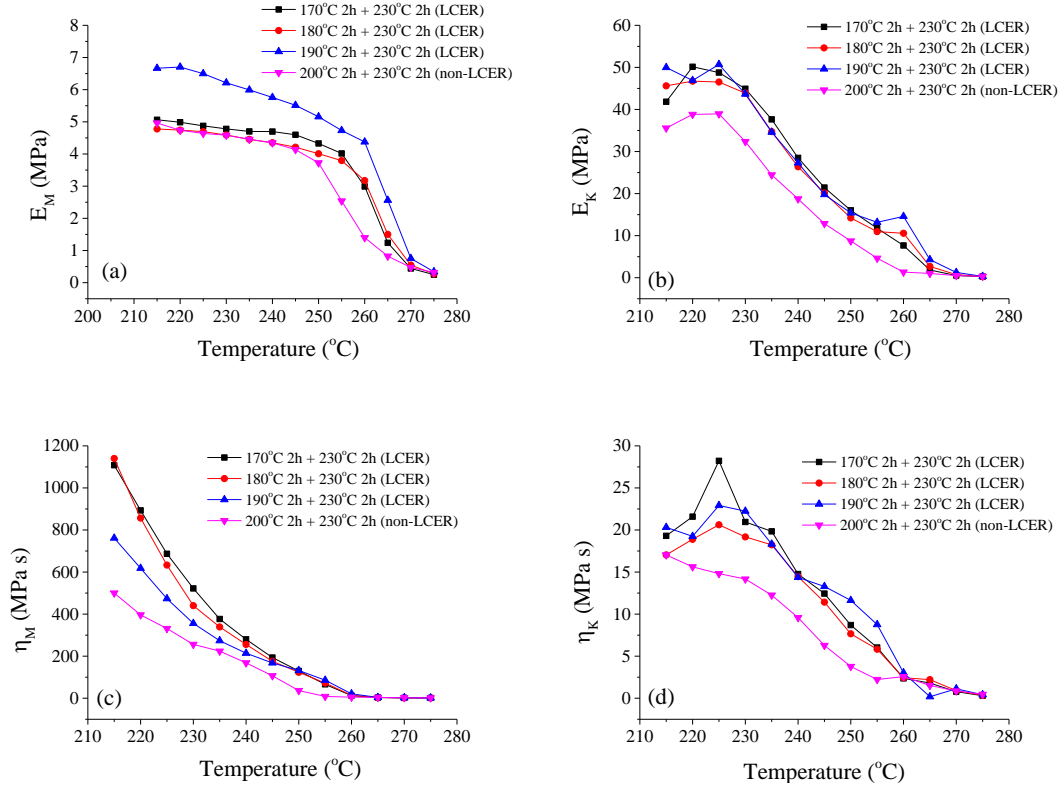 170°C 2h + 230°C 2h (LCER)
180°C 2h + 230°C 2h (LCER)
190°C 2h + 230°C 2h (LCER)
200°C 2h + 230°C 2h (non-LCER)
8
7
6
5
4
3
2
1
0
E_M (MPa)
(a)
200 210 220 230 240 250 260 270 280
Temperature (°C)
170°C 2h + 230°C 2h (LCER)
180°C 2h + 230°C 2h (LCER)
190°C 2h + 230°C 2h (LCER)
200°C 2h + 230°C 2h (non-LCER)
60
50
40
30
20
10
0
E_K (MPa)
(b)
210 220 230 240 250 260 270 280
Temperature (°C)
170°C 2h + 230°C 2h (LCER)
180°C 2h + 230°C 2h (LCER)
190°C 2h + 230°C 2h (LCER)
200°C 2h + 230°C 2h (non-LCER)
1200
1000
800
600
400
200
0
η_M (MPa s)
(c)
210 220 230 240 250 260 270 280
Temperature (°C)
170°C 2h + 230°C 2h (LCER)
180°C 2h + 230°C 2h (LCER)
190°C 2h + 230°C 2h (LCER)
200°C 2h + 230°C 2h (non-LCER)
30
25
20
15
10
5
0
η_K (MPa s)
(d)
210 220 230 240 250 260 270 280
Temperature (°C)